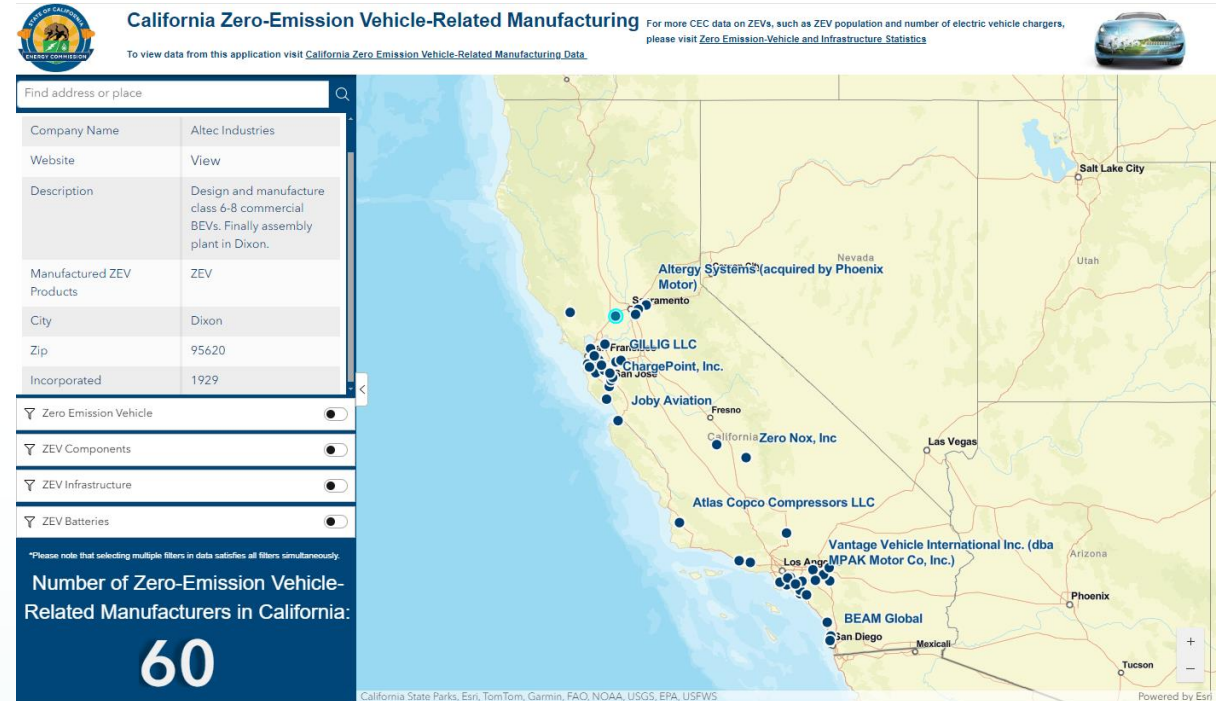 STATE OF CALIFORNIA
ENERGY COMMISSION
California Zero-Emission Vehicle-Related Manufacturing
For more CEC data on ZEVs, such as ZEV population and number of electric vehicle chargers,
please visit Zero Emission-Vehicle and Infrastructure Statistics
To view data from this application visit California Zero Emission Vehicle-Related Manufacturing Data
Find address or place
Company Name Altec Industries
Website View
Description Design and manufacture
class 6-8 commercial
BEVs. Finally assembly
plant in Dixon.
Manufactured ZEV ZEV
Products
City Dixon
Zip 95620
Incorporated 1929
Zero Emission Vehicle
ZEV Components
ZEV Infrastructure
ZEV Batteries
*Please note that selecting multiple filters in data satisfies all filters simultaneously.
Number of Zero-Emission Vehicle-
Related Manufacturers in California:
60
Salt Lake City
Nevada
Utah
Altergy Systems (acquired by Phoenix
Motor)
Sacramento
GILLIG LLC
ChargePoint, Inc.
San Jose
Joby Aviation
Fresno
California
Zero Nox, Inc
Las Vegas
Atlas Copco Compressors LLC
Vantage Vehicle International Inc. (dba
MPAK Motor Co, Inc.)
Los Ang
Arizona
Phoenix
BEAM Global
San Diego
Mexicali
Tucson
+
−
California State Parks, Esri, TomTom, Garmin, FAO, NOAA, USGS, EPA, USFWS
Powered by Esri